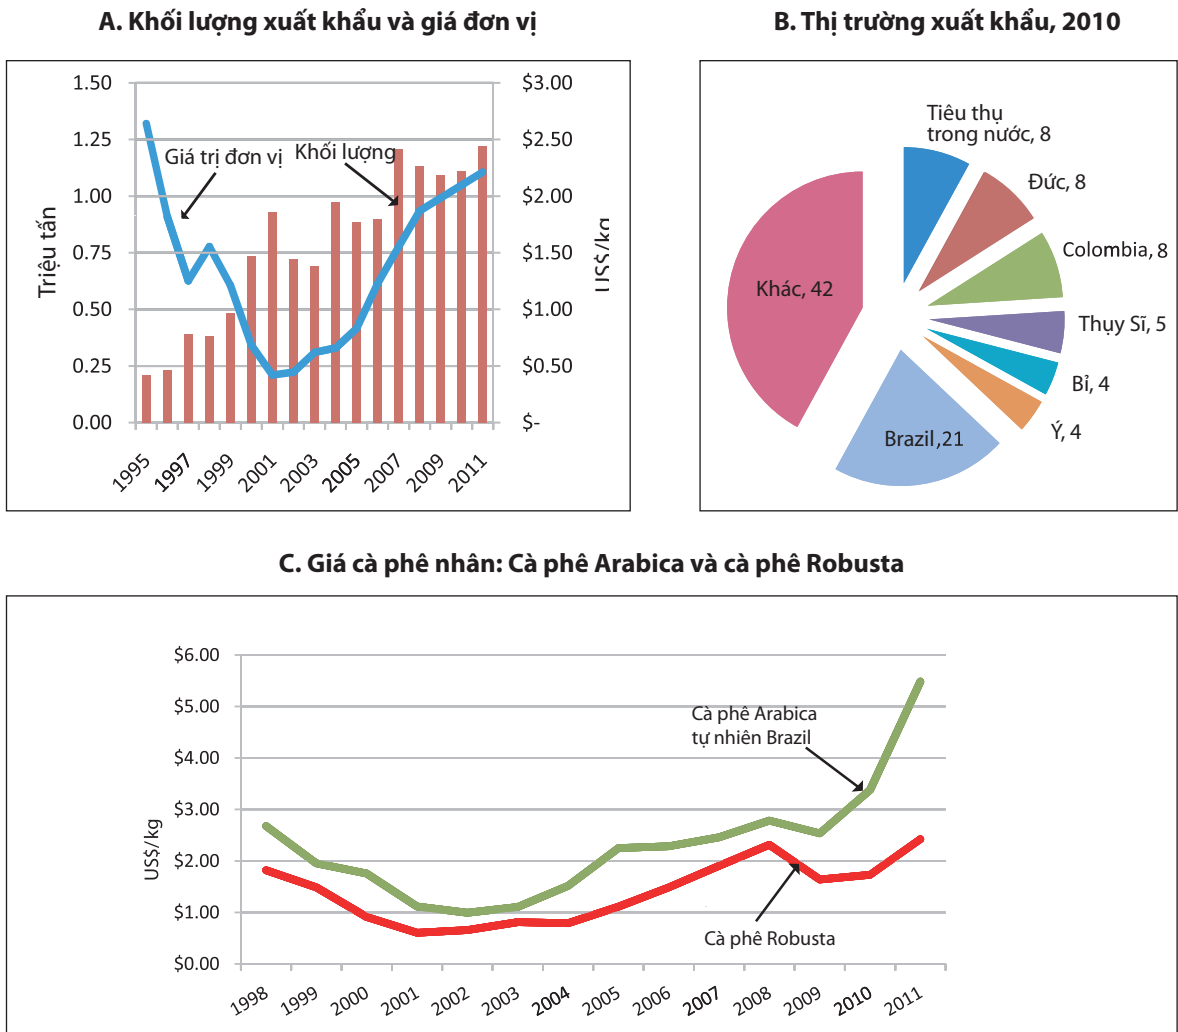 A. Khối lượng xuất khẩu và giá đơn vị
1.50
1.25
1.00
0.75
0.50
0.25
0.00
Triệu tấn
$3.00
$2.50
$2.00
$1.50
$1.00
$0.50
$-
US$/kg
Giá trị đơn vị
Khối lượng
1995
1997
1999
2001
2003
2005
2007
2009
2011
B. Thị trường xuất khẩu, 2010
Tiêu thụ
trong nước, 8
Đức, 8
Colombia, 8
Thụy Sĩ, 5
Bỉ, 4
Ý, 4
Brazil,21
Khác, 42
C. Giá cà phê nhân: Cà phê Arabica và cà phê Robusta
$6.00
$5.00
$4.00
$3.00
$2.00
$1.00
$0.00
US$/kg
Cà phê Arabica
tự nhiên Brazil
Cà phê Robusta
1998
1999
2000
2001
2002
2003
2004
2005
2006
2007
2008
2009
2010
2011